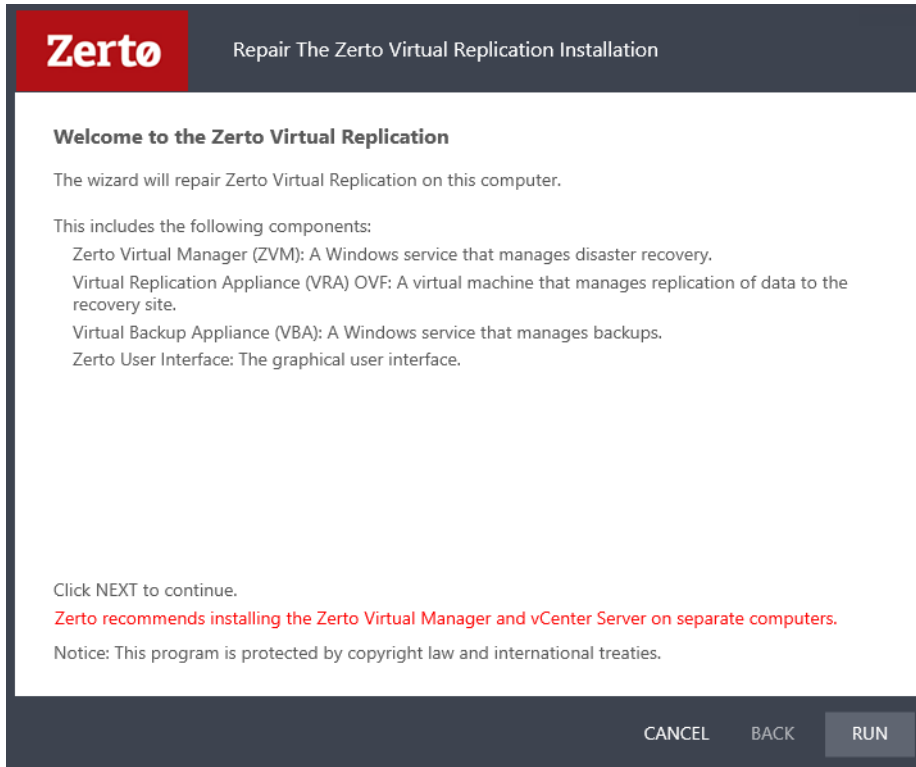 Zertø
Repair The Zerto Virtual Replication Installation
Welcome to the Zerto Virtual Replication
The wizard will repair Zerto Virtual Replication on this computer.
This includes the following components:
Zerto Virtual Manager (ZVM): A Windows service that manages disaster recovery.
Virtual Replication Appliance (VRA) OVF: A virtual machine that manages replication of data to the
recovery site.
Virtual Backup Appliance (VBA): A Windows service that manages backups.
Zerto User Interface: The graphical user interface.
Click NEXT to continue.
Zerto recommends installing the Zerto Virtual Manager and vCenter Server on separate computers.
Notice: This program is protected by copyright law and international treaties.
CANCEL BACK RUN